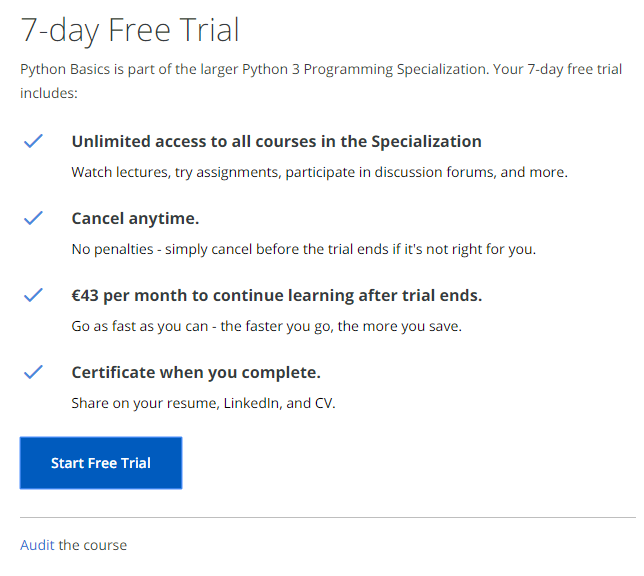 7-day Free Trial
Python Basics is part of the larger Python 3 Programming Specialization. Your 7-day free trial
includes:
Unlimited access to all courses in the Specialization
Watch lectures, try assignments, participate in discussion forums, and more.
Cancel anytime.
No penalties - simply cancel before the trial ends if it's not right for you.
€43 per month to continue learning after trial ends.
Go as fast as you can - the faster you go, the more you save.
Certificate when you complete.
Share on your resume, LinkedIn, and CV.
Start Free Trial
Audit the course